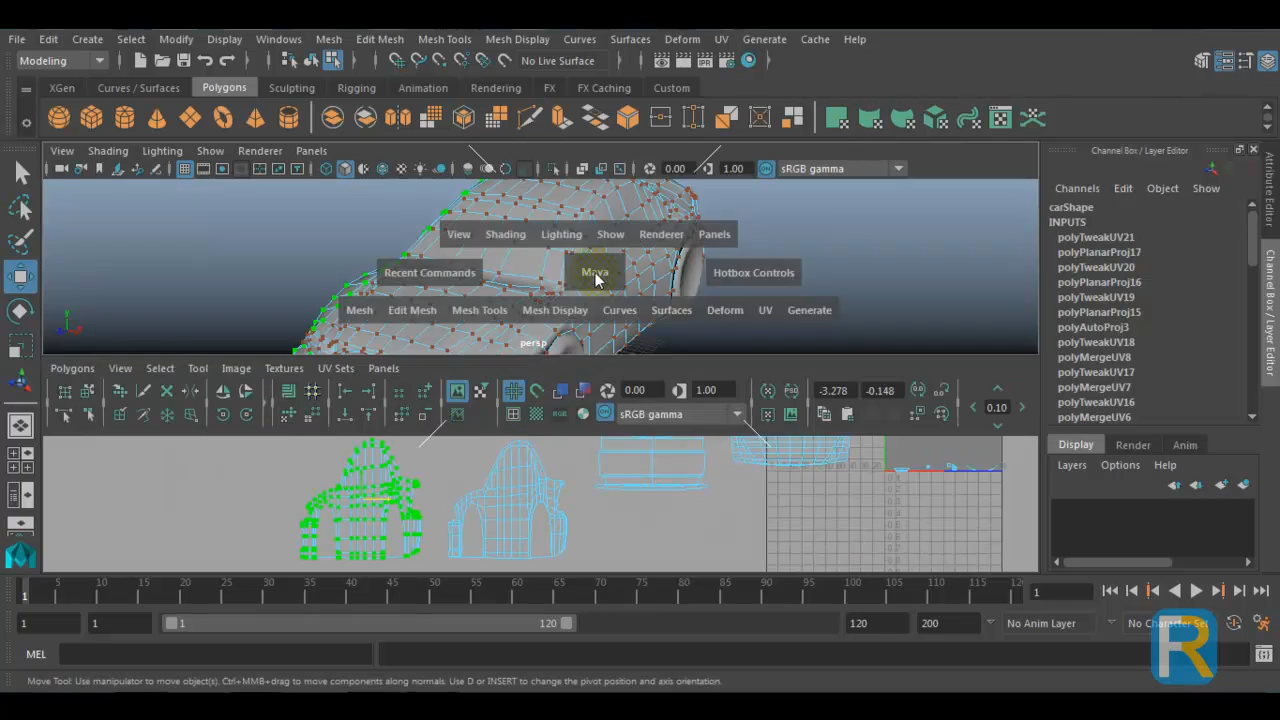 File Edit Create Select Modify Display Windows Mesh Edit Mesh Mesh Tools Mesh Display Curves Surfaces Deform UV Generate Cache Help
Modeling No Live Surface
XGen Curves / Surfaces Polygons Sculpting Rigging Animation Rendering FX FX Caching Custom
View Shading Lighting Show Renderer Panels
0.00 1.00 sRGB gamma
View Shading Lighting Show Renderer Panels
Recent Commands Maya Hotbox Controls
Mesh Edit Mesh Mesh Tools Mesh Display Curves Surfaces Deform UV Generate
persp
Polygons View Select Tool Image Textures UV Sets Panels
0.00 1.00 -3.278 -0.148
sRGB gamma 0.10
Channel Box / Layer Editor
Channels Edit Object Show
carShape
INPUTS
polyTweakUV21
polyPlanarProj17
polyTweakUV20
polyPlanarProj16
polyTweakUV19
polyPlanarProj15
polyAutoProj3
polyTweakUV18
polyMergeUV8
polyTweakUV17
polyMergeUV7
polyTweakUV16
polyMergeUV6
Display Render Anim
Layers Options Help
Attribute Editor
Channel Box / Layer Editor
5 10 15 20 25 30 35 40 45 50 55 60 65 70 75 80 85 90 95 100 105 110 115 12
1 1
1 1 1 120 120 200 No Anim Layer No Character Set
MEL
Move Tool: Use manipulator to move object(s). Ctrl+MMB+drag to move components along normals. Use D or INSERT to change the pivot position and axis orientation.